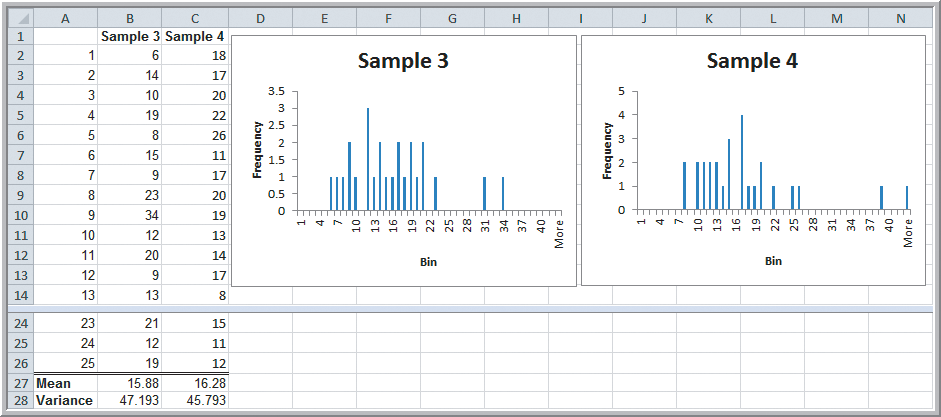 A B C D E F G H I J K L M N
1 Sample 3 Sample 4
2 1 6 18
3 2 14 17
4 3 10 20
5 4 19 22
6 5 8 26
7 6 15 11
8 7 9 17
9 8 23 20
10 9 34 19
11 10 12 13
12 11 20 14
13 12 9 17
14 13 13 8
24 23 21 15
25 24 12 11
26 25 19 12
27 Mean 15.88 16.28
28 Variance 47.193 45.793
Sample 3
Frequency
3.5
3
2.5
2
1.5
1
0.5
0
1 4 7 10 13 16 19 22 25 28 31 34 37 40 More
Bin
Sample 4
Frequency
5
4
3
2
1
0
1 4 7 10 13 16 19 22 25 28 31 34 37 40 More
Bin